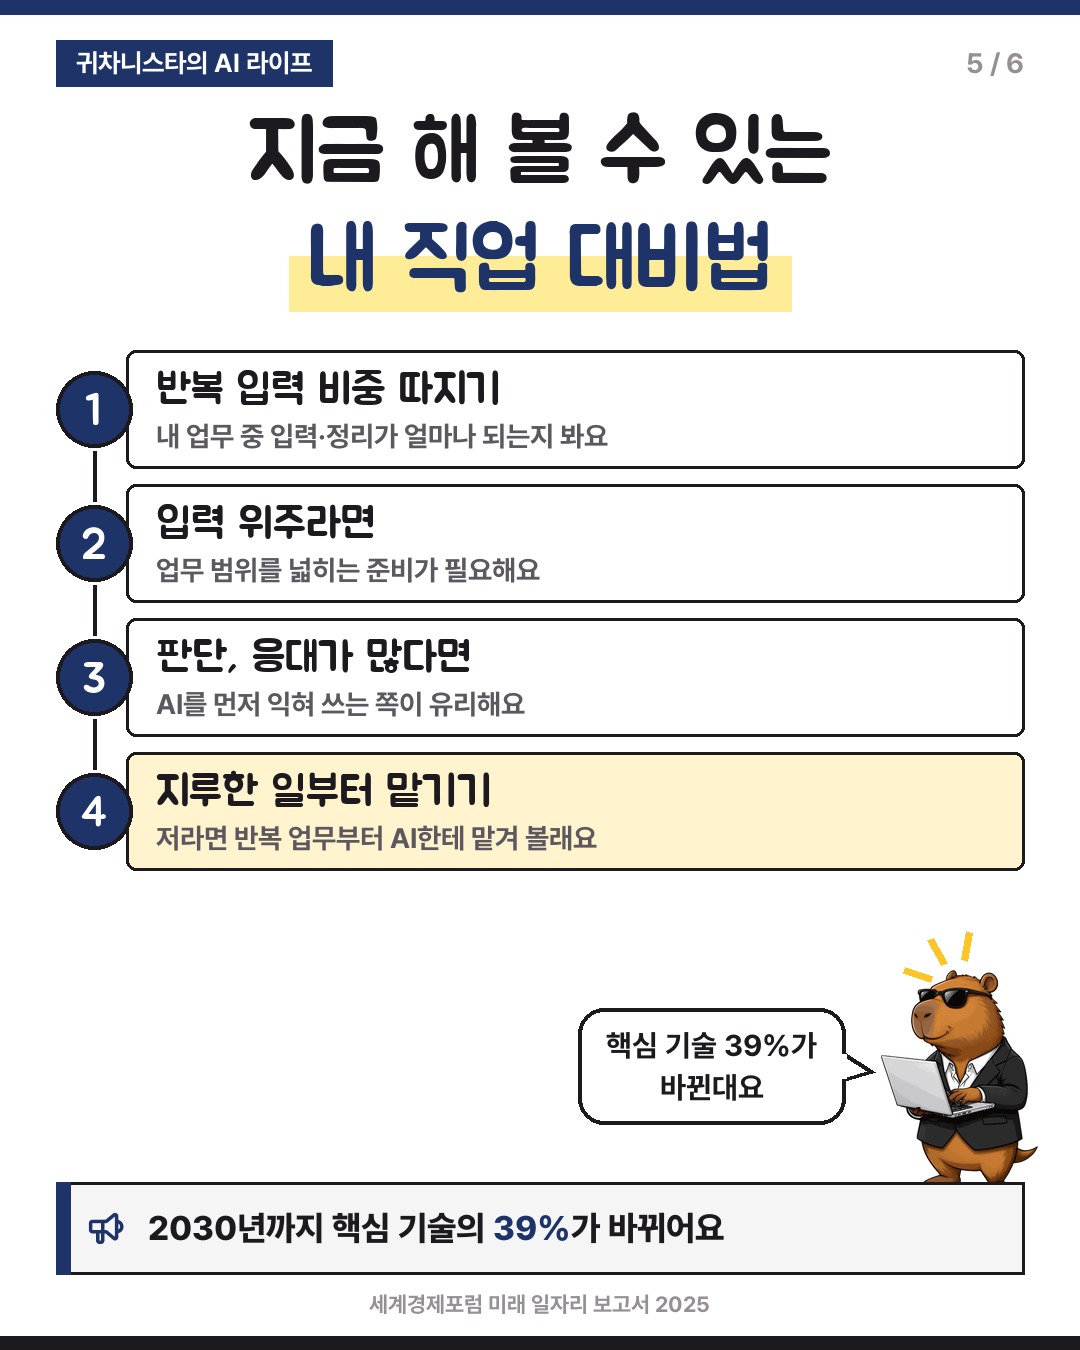 귀차니스타의 AI 라이프
5 / 6
지금 해 볼 수 있는
내 직업 대비법
1
반복 입력 비중 따지기
내 업무 중 입력·정리가 얼마나 되는지 봐요
2
입력 위주라면
업무 범위를 넓히는 준비가 필요해요
3
판단, 응대가 많다면
AI를 먼저 익혀 쓰는 쪽이 유리해요
4
지루한 일부터 맡기기
저라면 반복 업무부터 AI한테 맡겨 볼래요
핵심 기술 39%가
바뀐대요
2030년까지 핵심 기술의 39%가 바뀌어요
세계경제포럼 미래 일자리 보고서 2025